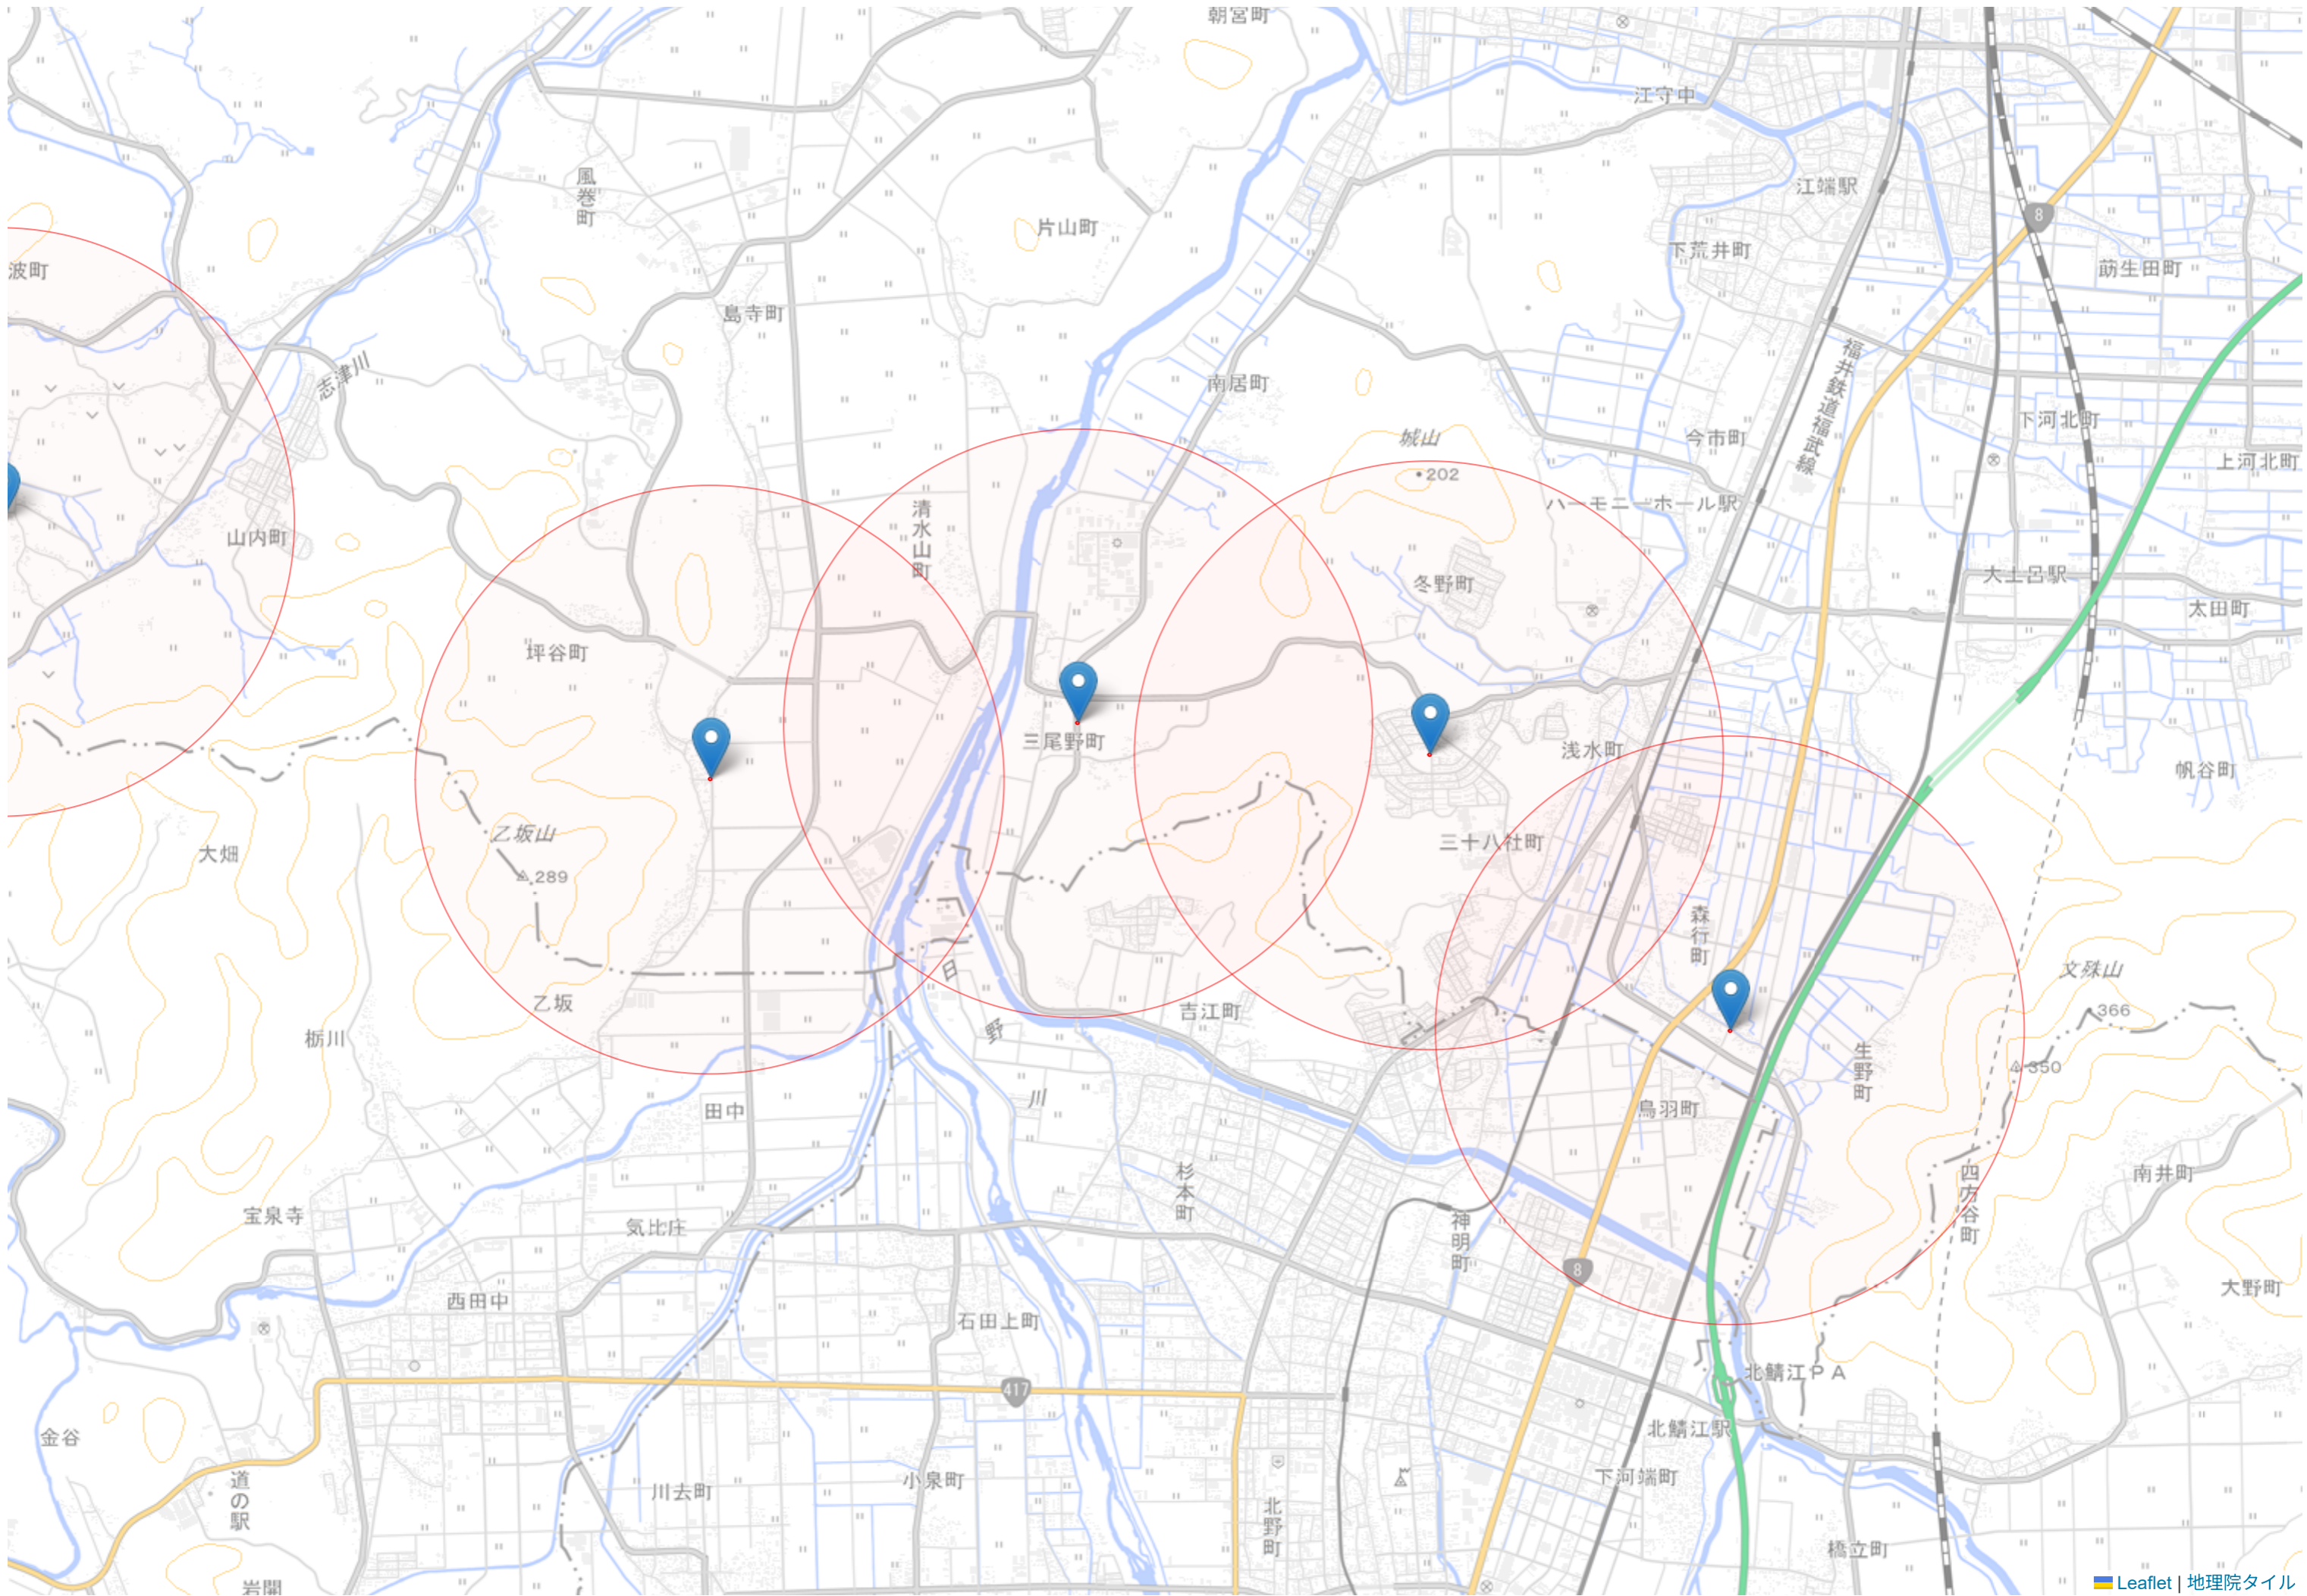 朝宮町
江守中
風巻町
江端駅
片山町
8
下荒井町
莇生田町
波町
島寺町
志津川
福井鉄道福武線
南居町
下河北町
城山
今市町
202
上河北町
ハーモニーホール駅
清水山町
山内町
大土呂駅
冬野町
太田町
坪谷町
三尾野町
浅水町
帆谷町
乙坂山
三十八社町
大畑
289
森行町
文殊山
日野川
乙坂
吉江町
366
栃川
生野町
350
田中
鳥羽町
杉本町
四方谷町
南井町
宝泉寺
気比庄
神明町
8
大野町
西田中
石田上町
北鯖江PA
417
北鯖江駅
金谷
道の駅
川去町
小泉町
下河端町
北野町
橋立町
岩開
Leaflet | 地理院タイル